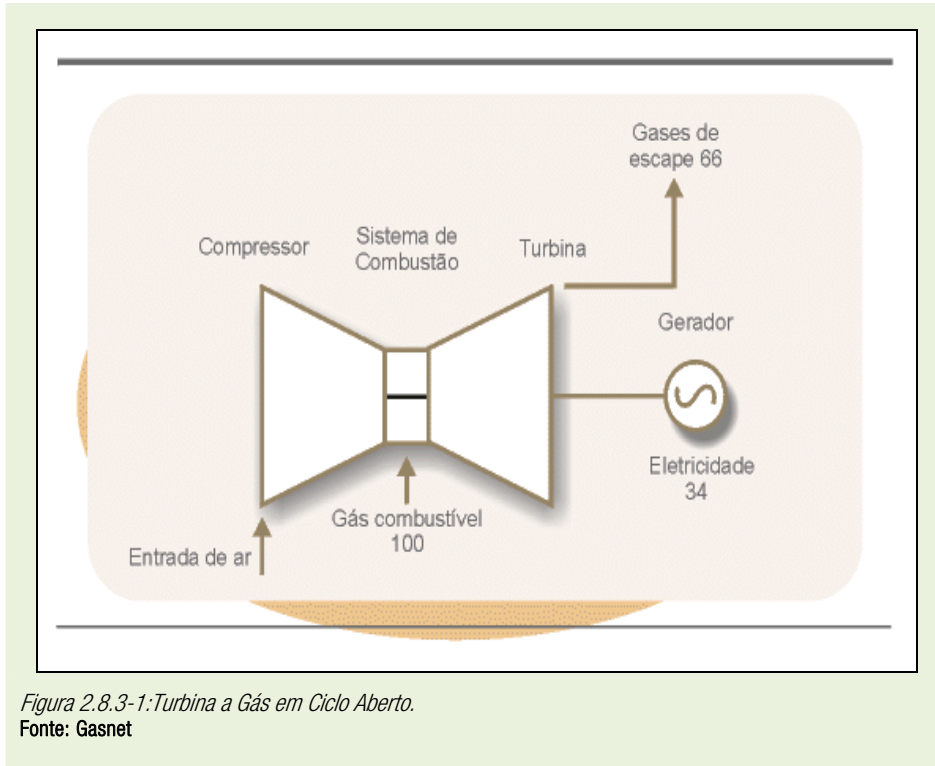 Gases de
escape 66
Compressor
Sistema de
Combustão
Turbina
Gerador
Eletricidade
34
Gás combustível
100
Entrada de ar
Figura 2.8.3-1:Turbina a Gás em Ciclo Aberto.
Fonte: Gasnet